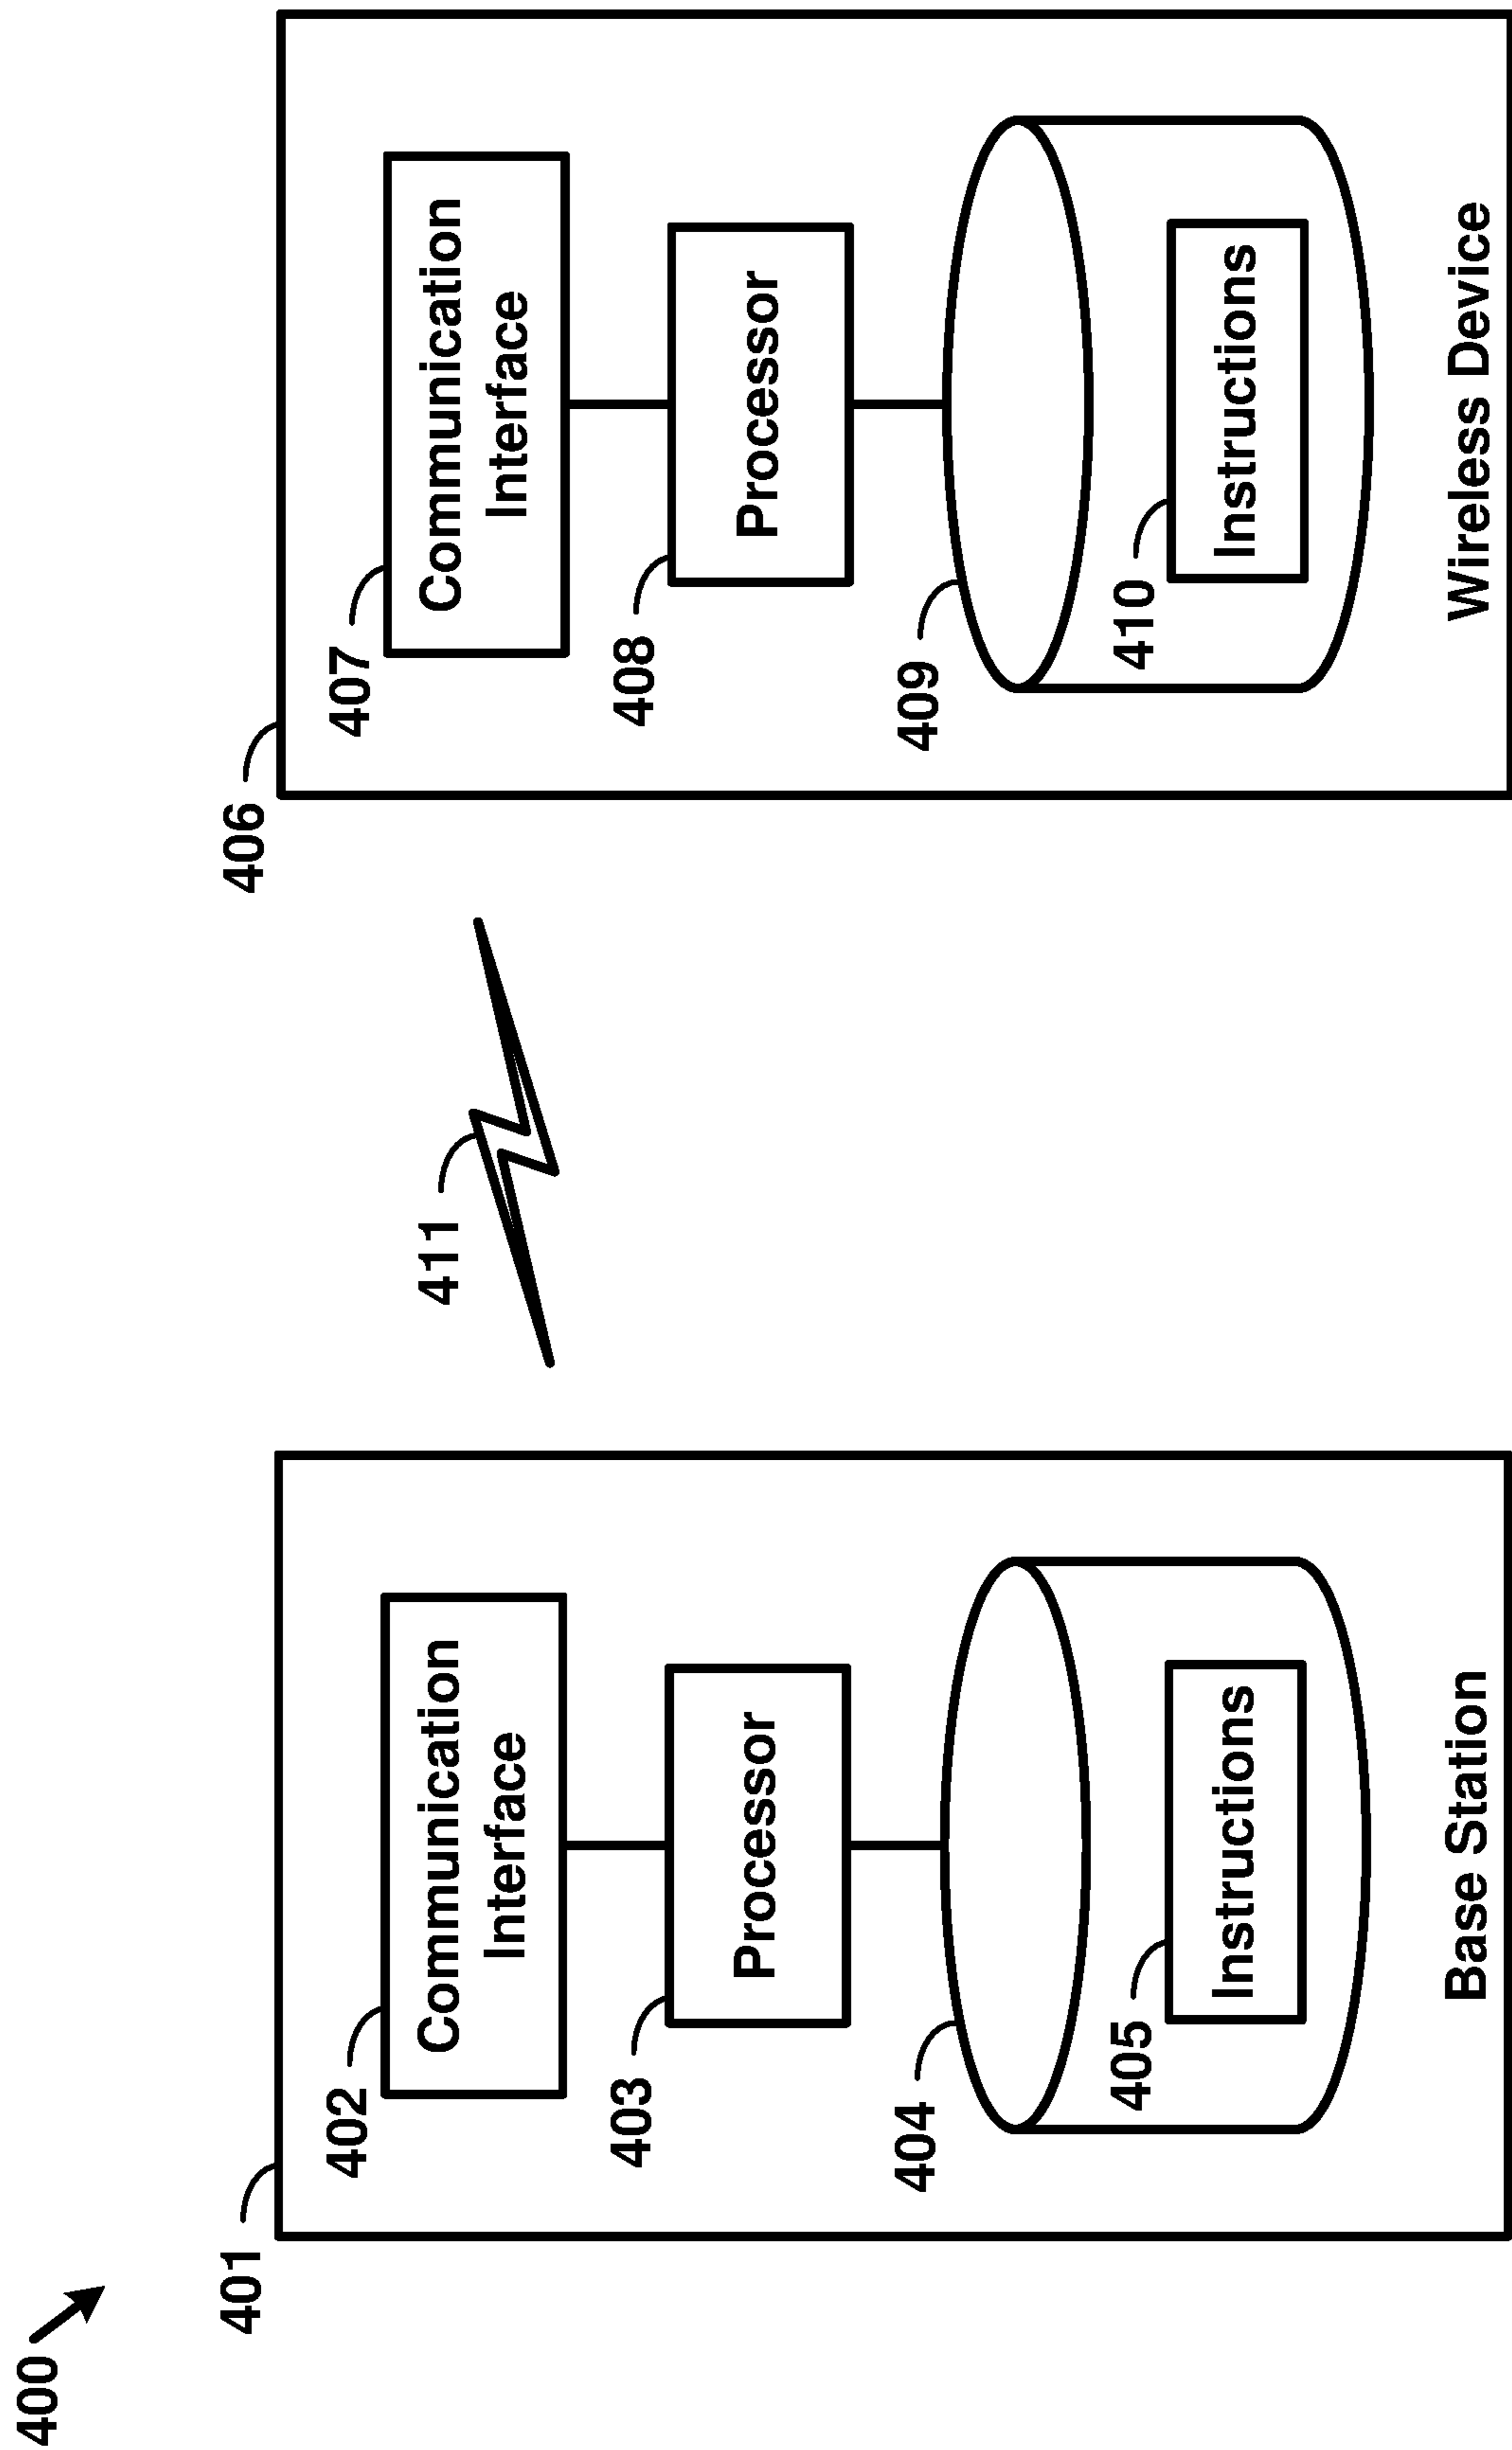 400
401
402
Communication
Interface
403
Processor
404
405
Instructions
Base Station
411
406
407
Communication
Interface
408
Processor
409
410
Instructions
Wireless Device